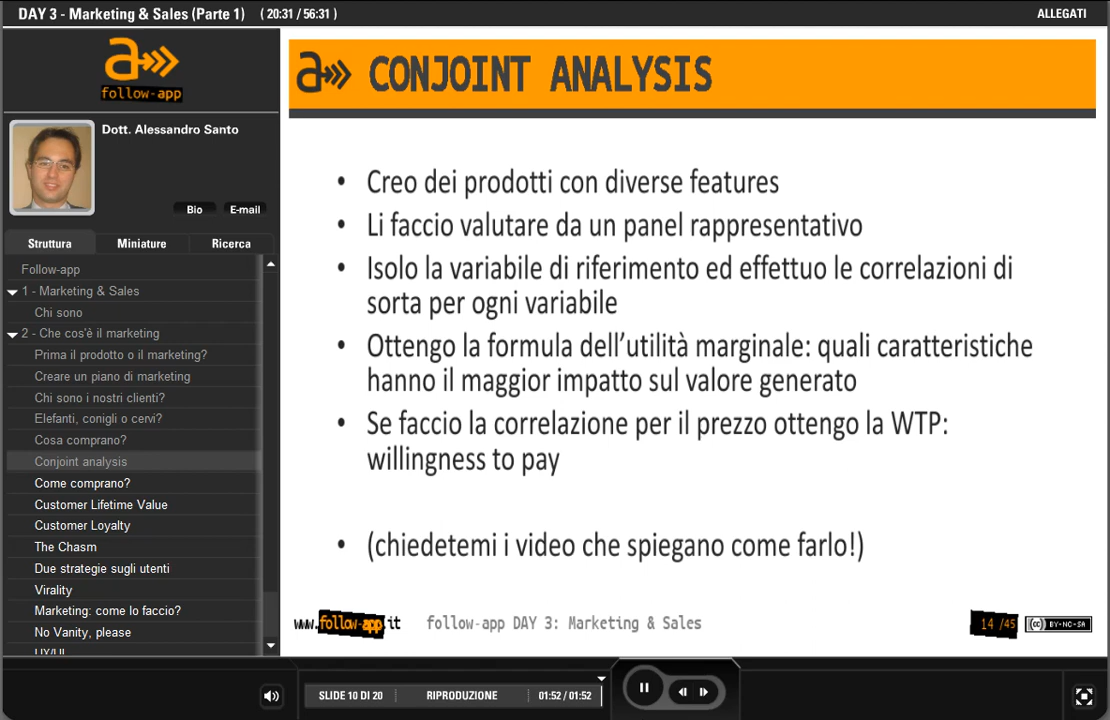 DAY 3 - Marketing & Sales (Parte 1) ( 20:31 / 56:31 )
ALLEGATI
a
follow-app
Dott. Alessandro Santo
Bio
E-mail
Struttura
Miniature
Ricerca
Follow-app
1 - Marketing & Sales
Chi sono
2 - Che cos'è il marketing
Prima il prodotto o il marketing?
Creare un piano di marketing
Chi sono i nostri clienti?
Elefanti, conigli o cervi?
Cosa comprano?
Conjoint analysis
Come comprano?
Customer Lifetime Value
Customer Loyalty
The Chasm
Due strategie sugli utenti
Virality
Marketing: come lo faccio?
No Vanity, please
UX/UI
a CONJOINT ANALYSIS
• Creo dei prodotti con diverse features
• Li faccio valutare da un panel rappresentativo
• Isolo la variabile di riferimento ed effettuo le correlazioni di
sorta per ogni variabile
• Ottengo la formula dell'utilità marginale: quali caratteristiche
hanno il maggior impatto sul valore generato
• Se faccio la correlazione per il prezzo ottengo la WTP:
willingness to pay
• (chiedetemi i video che spiegano come farlo!)
www.follow-app.it
follow-app DAY 3: Marketing & Sales
14 /45
(cc) BY-NC-SA
SLIDE 10 DI 20
RIPRODUZIONE
01:52 / 01:52